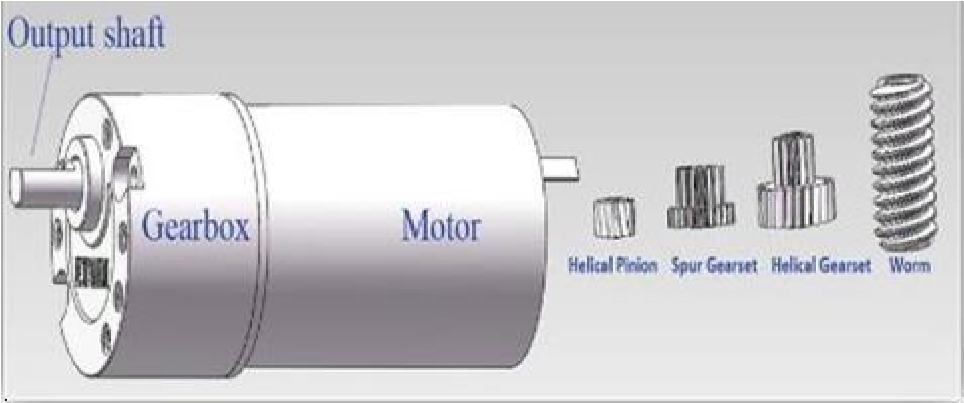 Output shaft
Gearbox
Motor
Helical Pinion
Spur Gearset
Helical Gearset
Worm